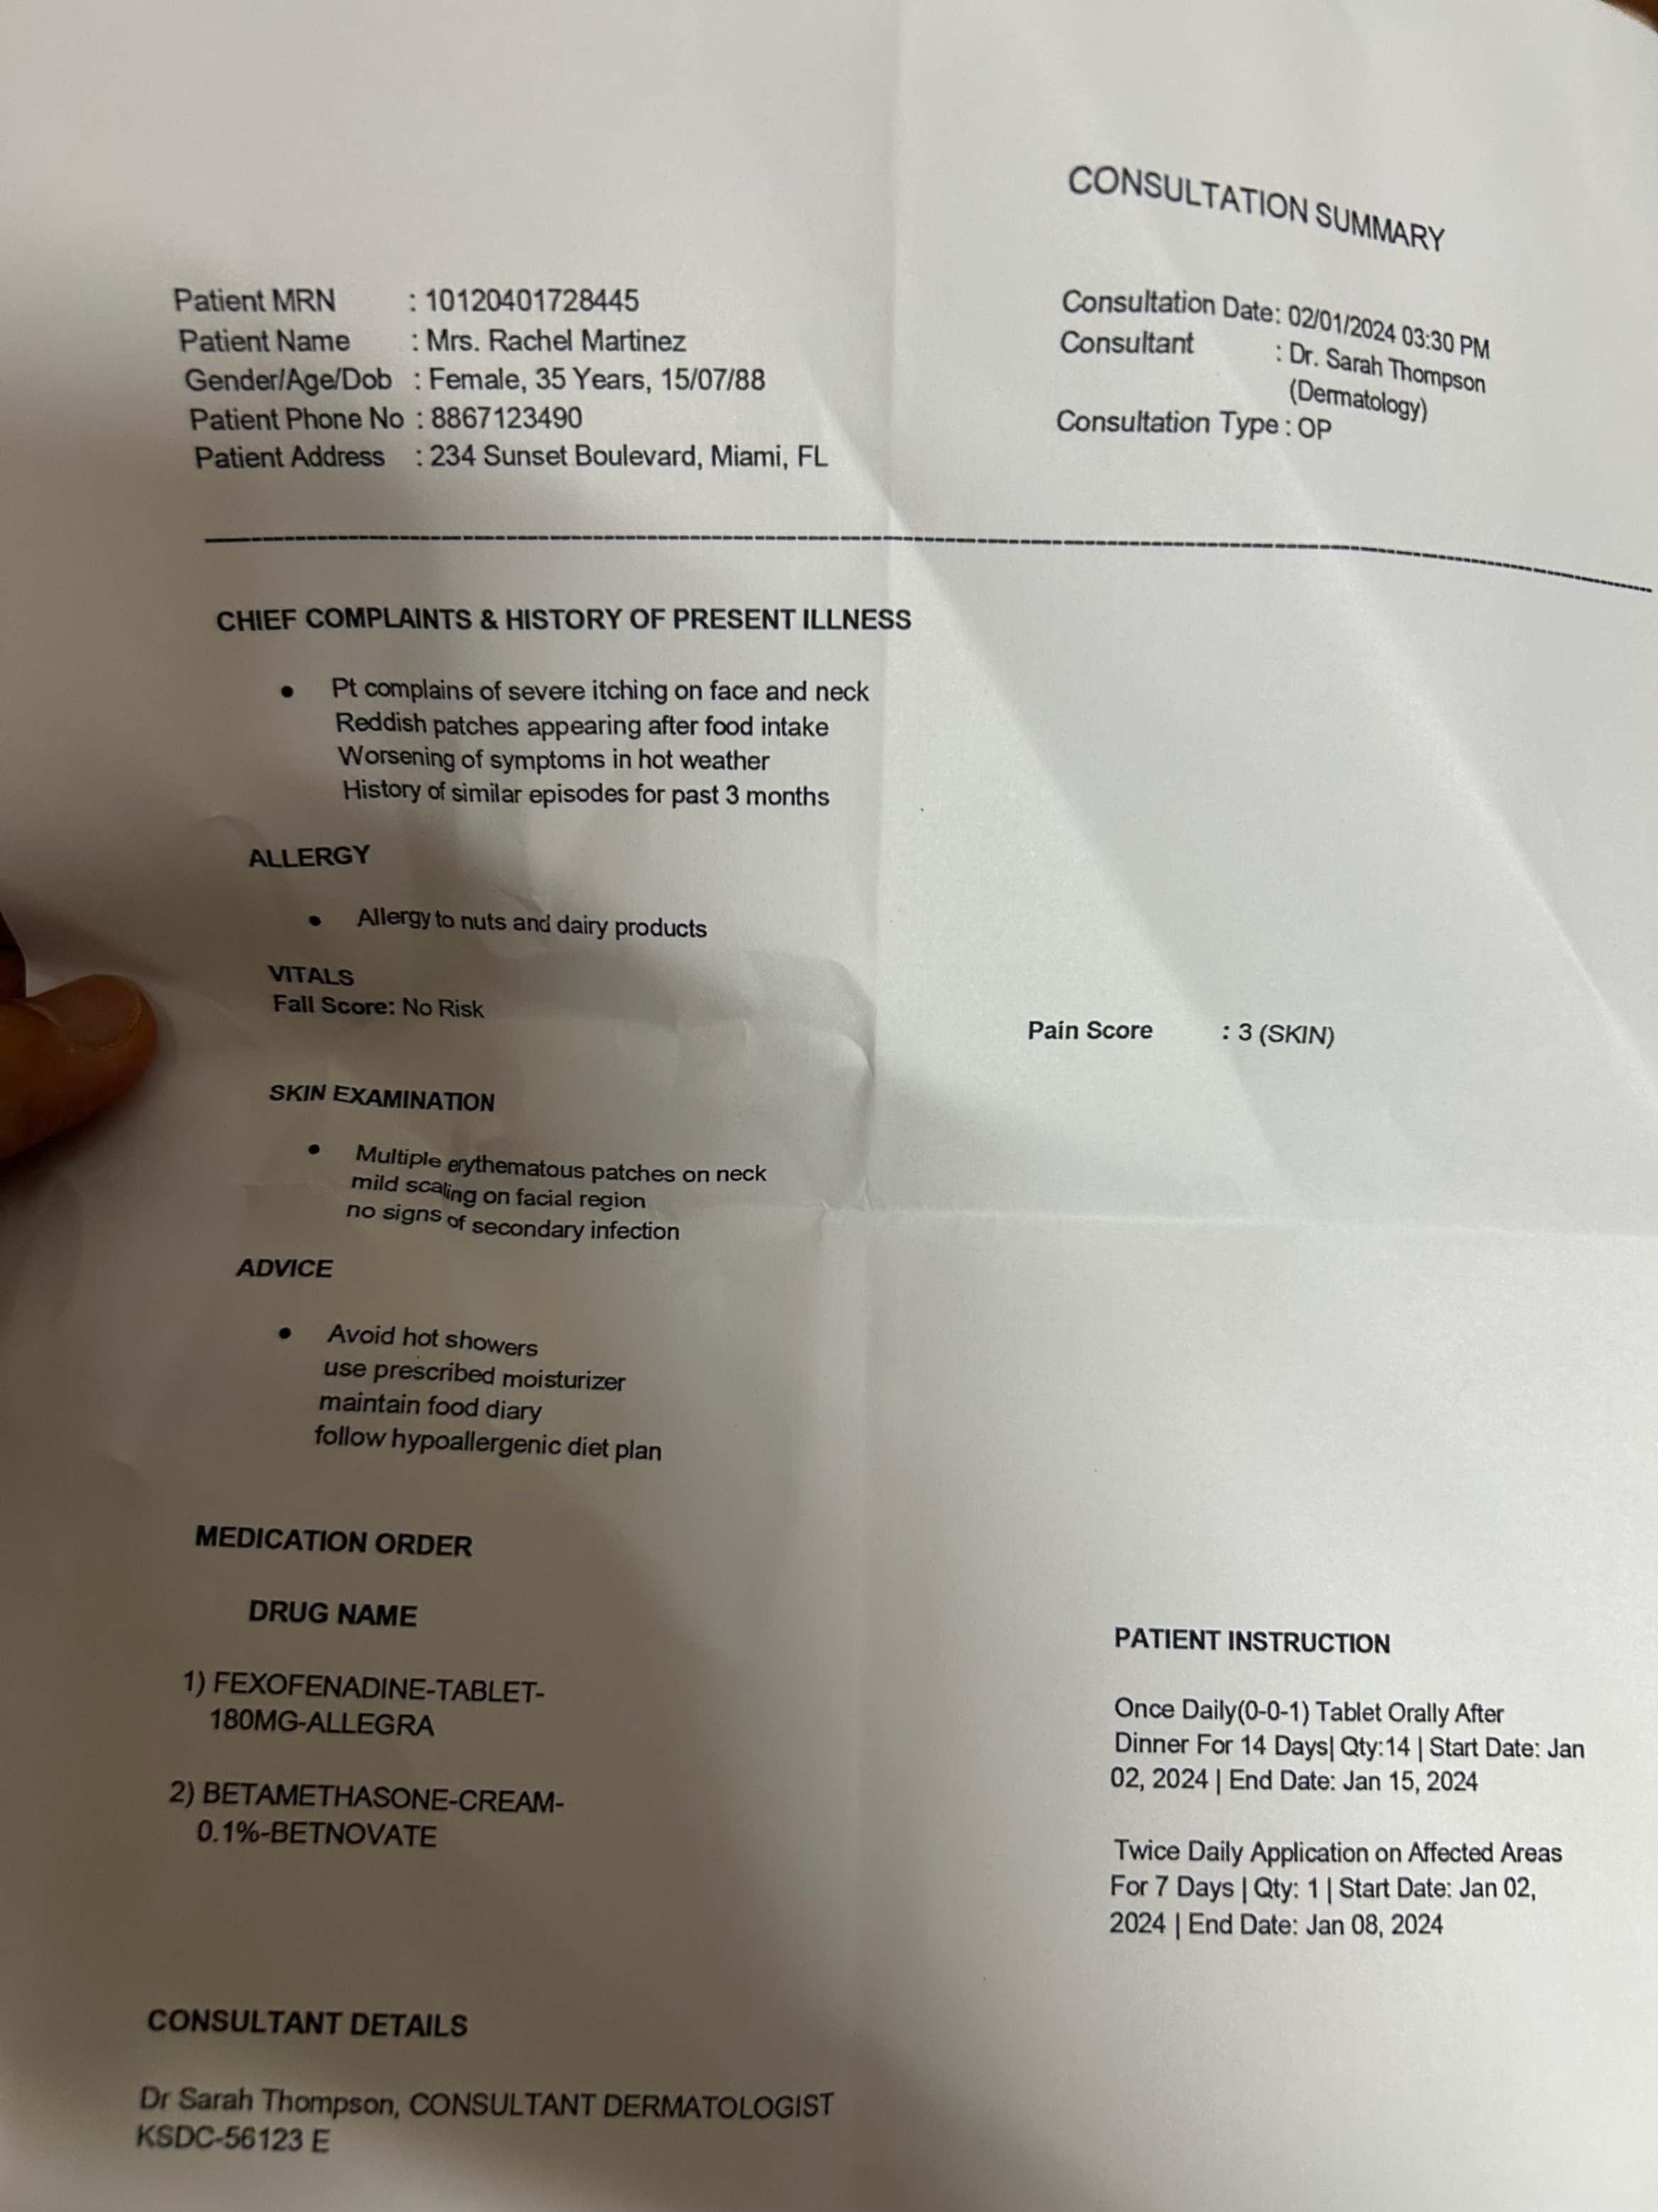 CONSULTATION SUMMARY
Patient MRN : 10120401728445
Patient Name : Mrs. Rachel Martinez
Gender/Age/Dob : Female, 35 Years, 15/07/88
Patient Phone No : 8867123490
Patient Address : 234 Sunset Boulevard, Miami, FL
Consultation Date: 02/01/2024 03:30 PM
Consultant : Dr. Sarah Thompson
(Dermatology)
Consultation Type : OP
CHIEF COMPLAINTS & HISTORY OF PRESENT ILLNESS
• Pt complains of severe itching on face and neck
Reddish patches appearing after food intake
Worsening of symptoms in hot weather
History of similar episodes for past 3 months
ALLERGY
• Allergy to nuts and dairy products
VITALS
Fall Score: No Risk
Pain Score : 3 (SKIN)
SKIN EXAMINATION
• Multiple erythematous patches on neck
mild scaling on facial region
no signs of secondary infection
ADVICE
• Avoid hot showers
use prescribed moisturizer
maintain food diary
follow hypoallergenic diet plan
MEDICATION ORDER
DRUG NAME
1) FEXOFENADINE-TABLET-
180MG-ALLEGRA
2) BETAMETHASONE-CREAM-
0.1%-BETNOVATE
PATIENT INSTRUCTION
Once Daily(0-0-1) Tablet Orally After
Dinner For 14 Days| Qty:14 | Start Date: Jan
02, 2024 | End Date: Jan 15, 2024
Twice Daily Application on Affected Areas
For 7 Days | Qty: 1 | Start Date: Jan 02,
2024 | End Date: Jan 08, 2024
CONSULTANT DETAILS
Dr Sarah Thompson, CONSULTANT DERMATOLOGIST
KSDC-56123 E